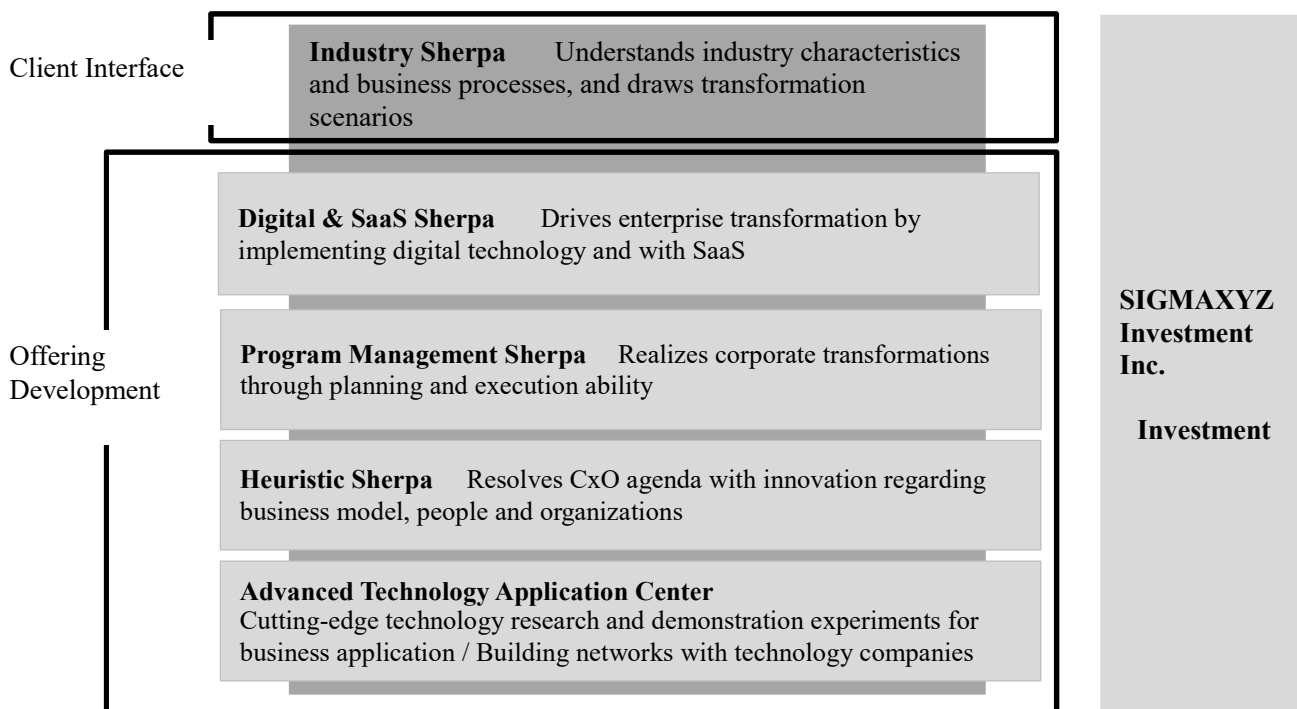 Client Interface
Industry Sherpa Understands industry characteristics
and business processes, and draws transformation
scenarios
Offering
Development
Digital & SaaS Sherpa Drives enterprise transformation by
implementing digital technology and with SaaS
Program Management Sherpa Realizes corporate transformations
through planning and execution ability
Heuristic Sherpa Resolves CxO agenda with innovation regarding
business model, people and organizations
Advanced Technology Application Center
Cutting-edge technology research and demonstration experiments for
business application / Building networks with technology companies
SIGMAXYZ
Investment
Inc.
Investment